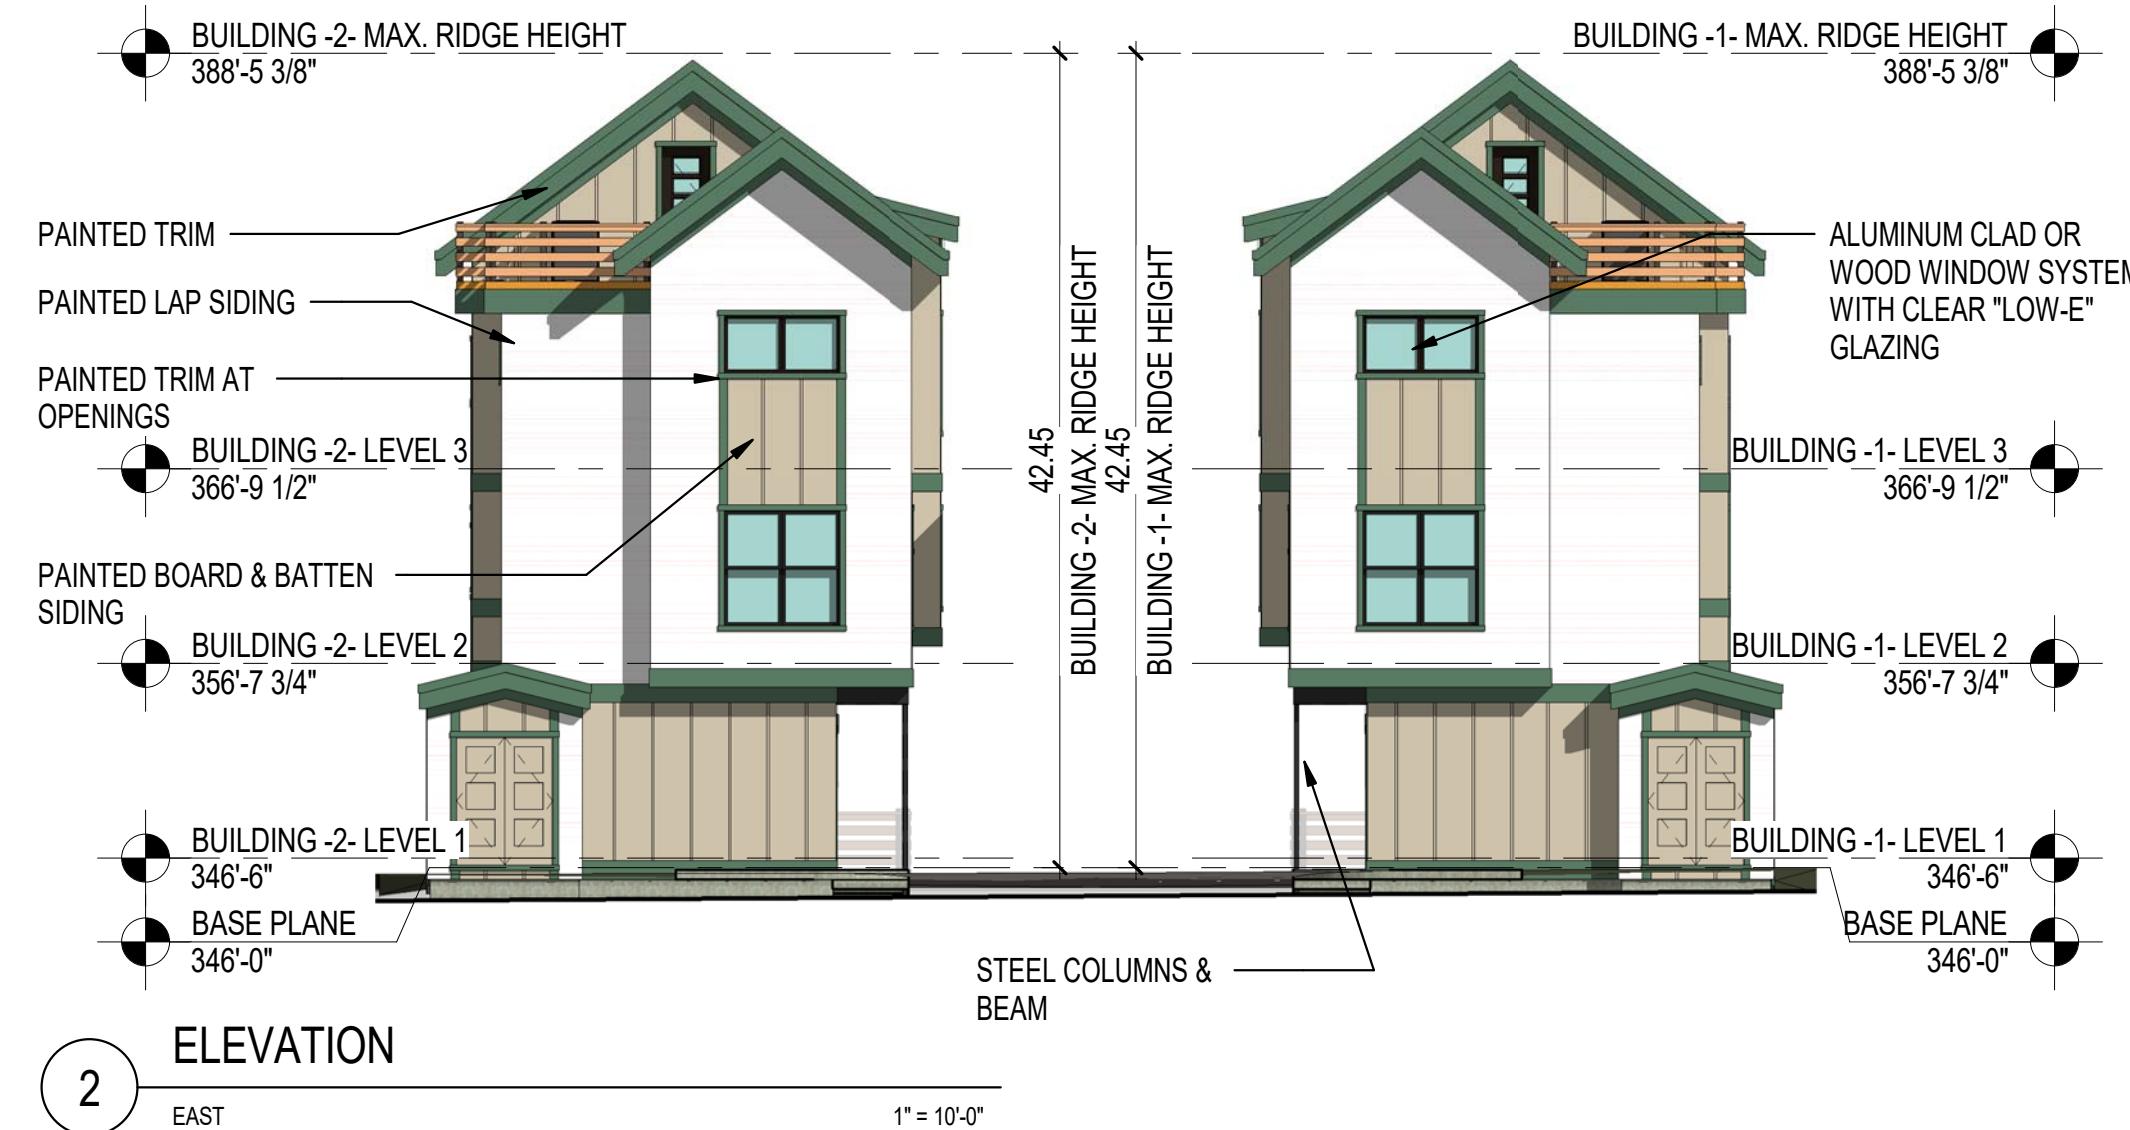 BUILDING -2- MAX. RIDGE HEIGHT
388'-5 3/8"
BUILDING -1- MAX. RIDGE HEIGHT
388'-5 3/8"
PAINTED TRIM
PAINTED LAP SIDING
PAINTED TRIM AT
OPENINGS
BUILDING -2- LEVEL 3
366'-9 1/2"
PAINTED BOARD & BATTEN
SIDING
BUILDING -2- LEVEL 2
356'-7 3/4"
BUILDING -2- LEVEL 1
346'-6"
BASE PLANE
346'-0"
42.45
BUILDING -2- MAX. RIDGE HEIGHT
42.45
BUILDING -1- MAX. RIDGE HEIGHT
ALUMINUM CLAD OR
WOOD WINDOW SYSTEM
WITH CLEAR "LOW-E"
GLAZING
BUILDING -1- LEVEL 3
366'-9 1/2"
BUILDING -1- LEVEL 2
356'-7 3/4"
BUILDING -1- LEVEL 1
346'-6"
BASE PLANE
346'-0"
STEEL COLUMNS &
BEAM
2
ELEVATION
EAST
1" = 10'-0"